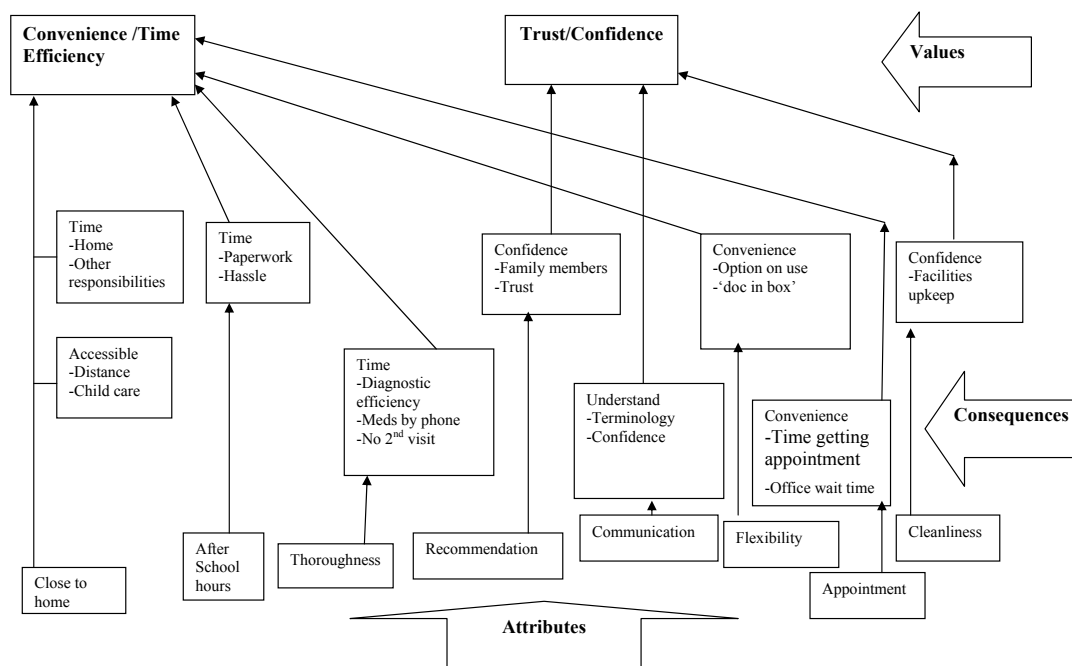 Convenience /Time
Efficiency
Trust/Confidence
Values
Time
-Home
-Other
responsibilities
Time
-Paperwork
-Hassle
Confidence
-Family members
-Trust
Convenience
-Option on use
-‘doc in box’
Confidence
-Facilities
upkeep
Accessible
-Distance
-Child care
Time
-Diagnostic
efficiency
-Meds by phone
-No 2nd visit
Understand
-Terminology
-Confidence
Convenience
-Time getting
appointment
-Office wait time
Consequences
Close to
home
After
School
hours
Thoroughness
Recommendation
Communication
Flexibility
Appointment
Cleanliness
Attributes